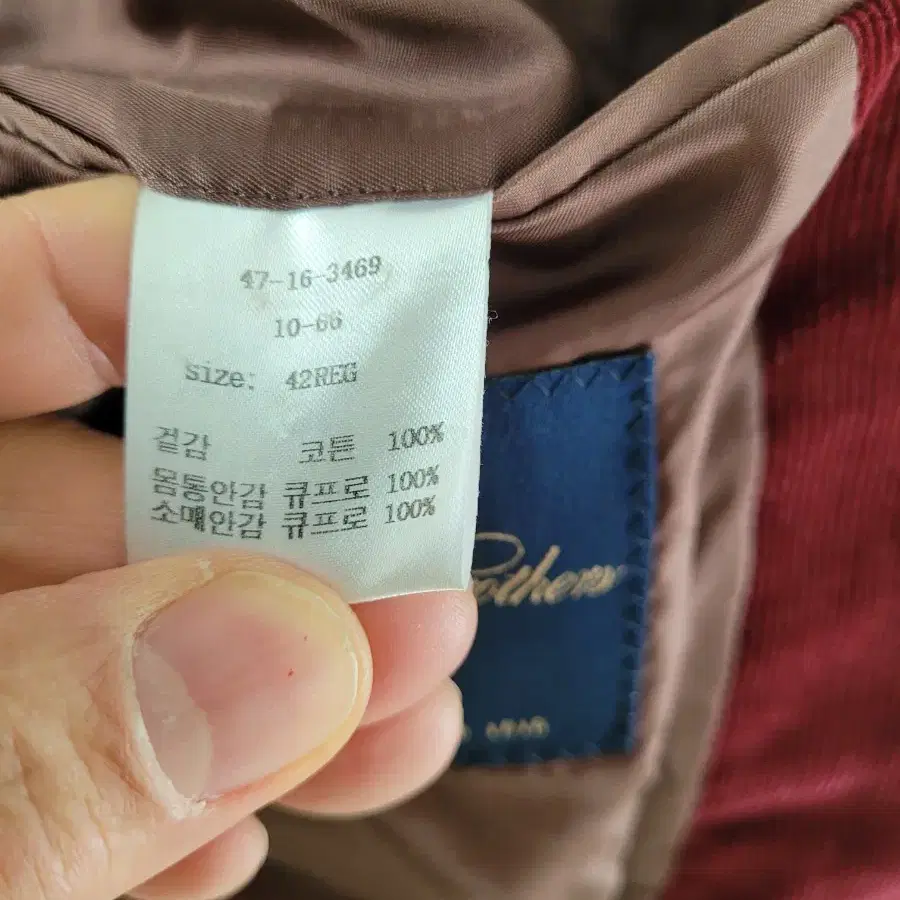 47-16-3469
10-66
size: 42REG
겉감 코튼 100%
몸통안감 큐프로 100%
소매안감 큐프로 100%